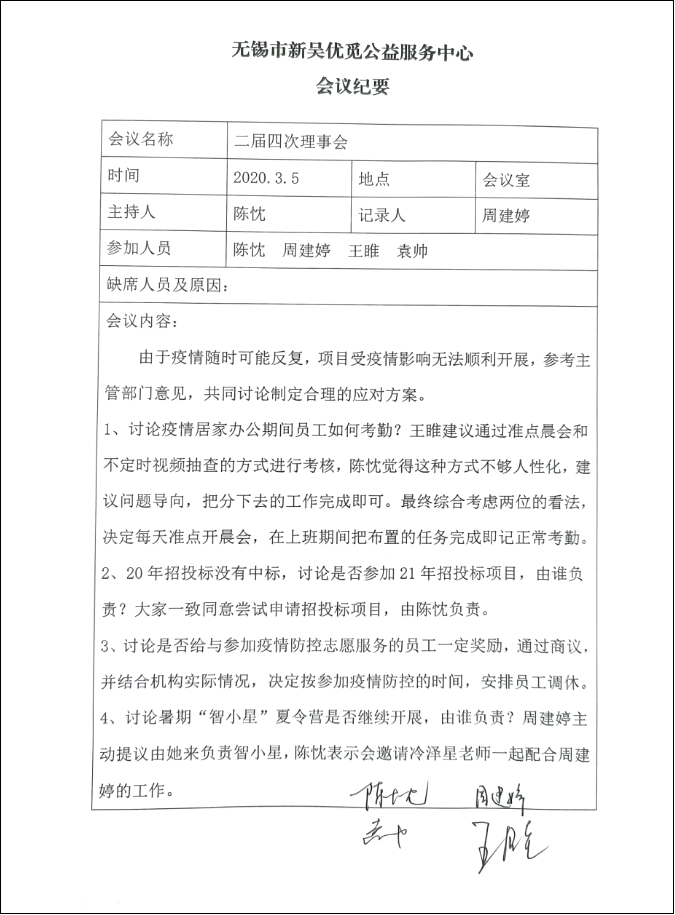 无锡市新吴优觅公益服务中心
会议纪要
会议名称 二届四次理事会
时间 2020.3.5 地点 会议室
主持人 陈忱 记录人 周建婷
参加人员 陈忱 周建婷 王睢 袁帅
缺席人员及原因：
会议内容：
由于疫情随时可能反复，项目受疫情影响无法顺利开展，参考主
管部门意见，共同讨论制定合理的应对方案。
1、讨论疫情居家办公期间员工如何考勤？王睢建议通过准点晨会和
不定时视频抽查的方式进行考核，陈忱觉得这种方式不够人性化，建
议问题导向，把分下去的工作完成即可。最终综合考虑两位的看法，
决定每天准点开晨会，在上班期间把布置的任务完成即记正常考勤。
2、20年招投标没有中标，讨论是否参加21年招投标项目，由谁负
责？大家一致同意尝试申请招投标项目，由陈忱负责。
3、讨论是否给与参加疫情防控志愿服务的员工一定奖励，通过商议，
并结合机构实际情况，决定按参加疫情防控的时间，安排员工调休。
4、讨论暑期“智小星”夏令营是否继续开展，由谁负责？周建婷主
动提议由她来负责智小星，陈忱表示会邀请冷泽星老师一起配合周建
婷的工作。
陈忱 周建婷
袁帅 王睢